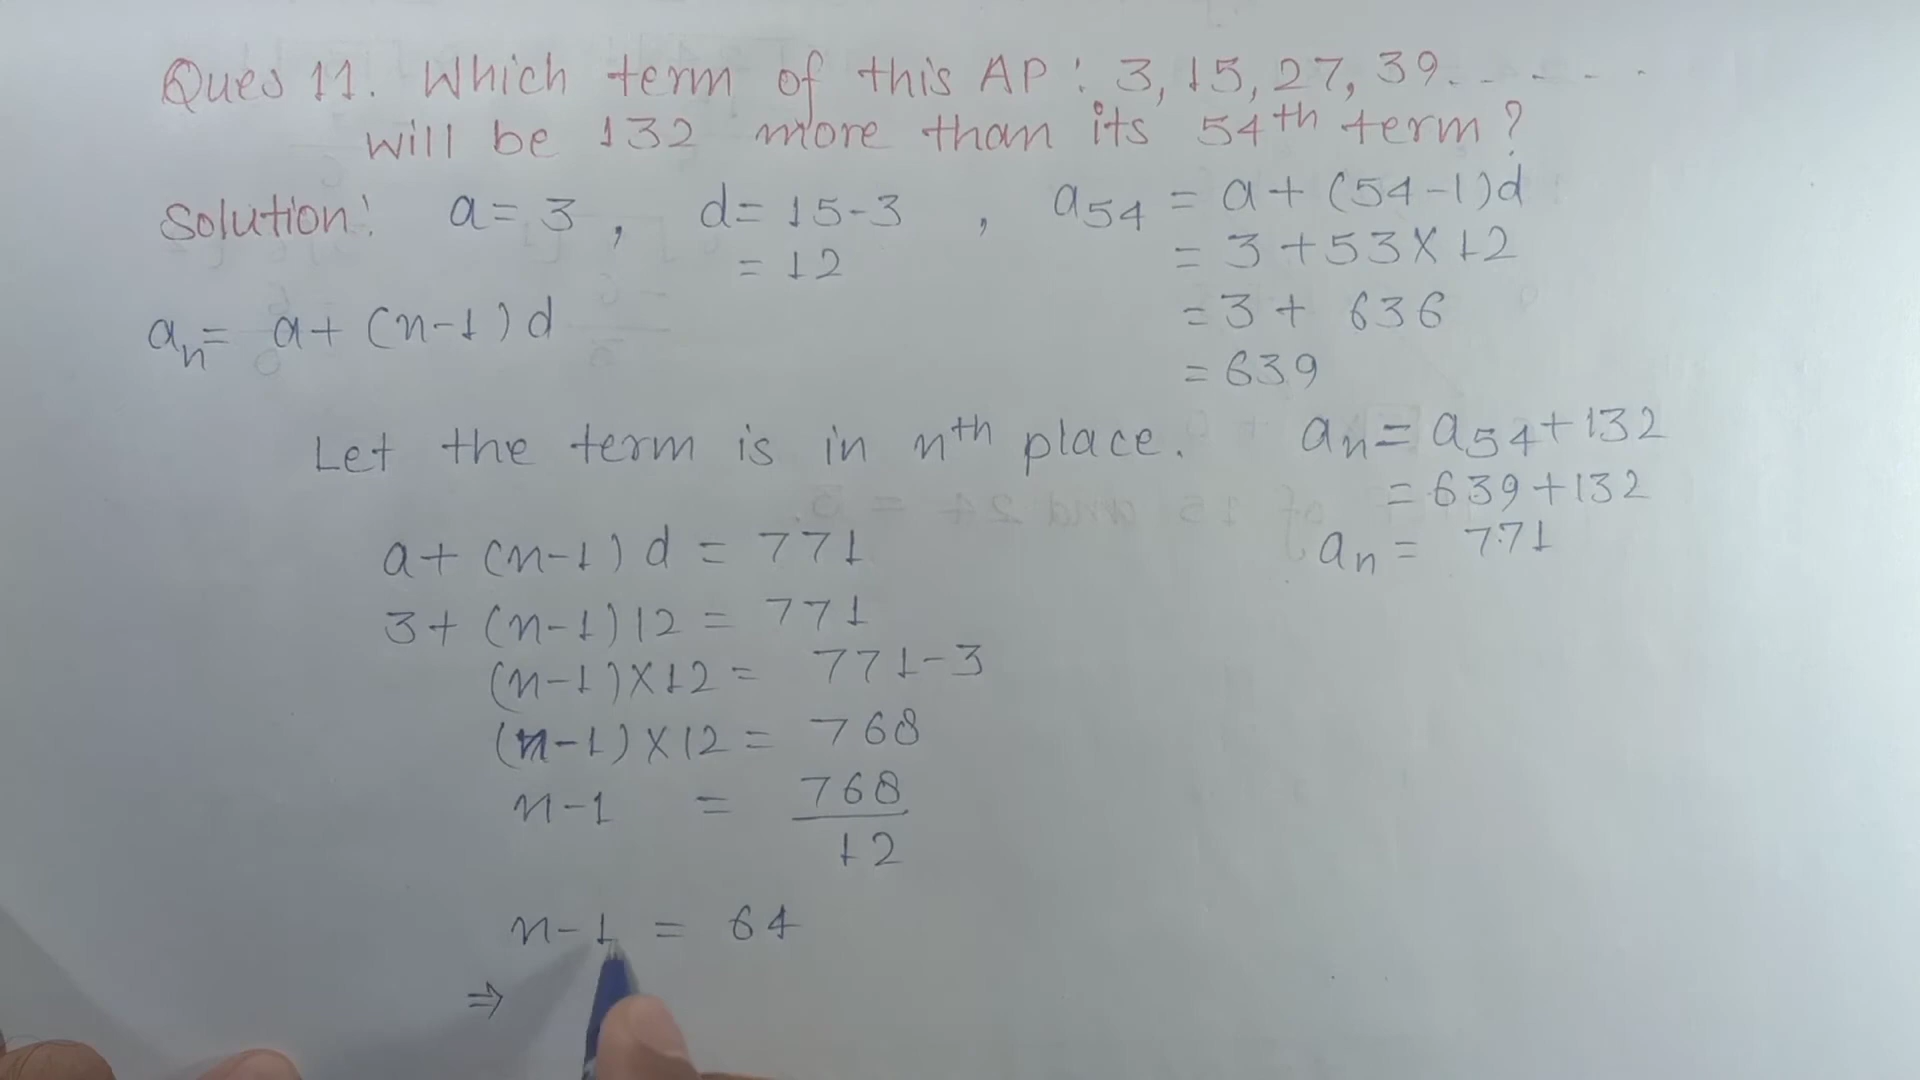 Ques 11. Which term of this AP : 3, 15, 27, 39. - - - - .
will be 132 more than its 54th term?
Solution: a = 3 , d = 15-3 , a54 = a + (54-1)d
= 12
= 3 + 53 X 12
an = a + (n-1) d
= 3 + 636
= 639
Let the term is in nth place.
an = a54 + 132
= 639 + 132
an = 771
a + (n-1) d = 771
3 + (n-1) 12 = 771
(n-1) X 12 = 771-3
(n-1) X 12 = 768
n-1 = 768/12
n-1 = 64
⇒